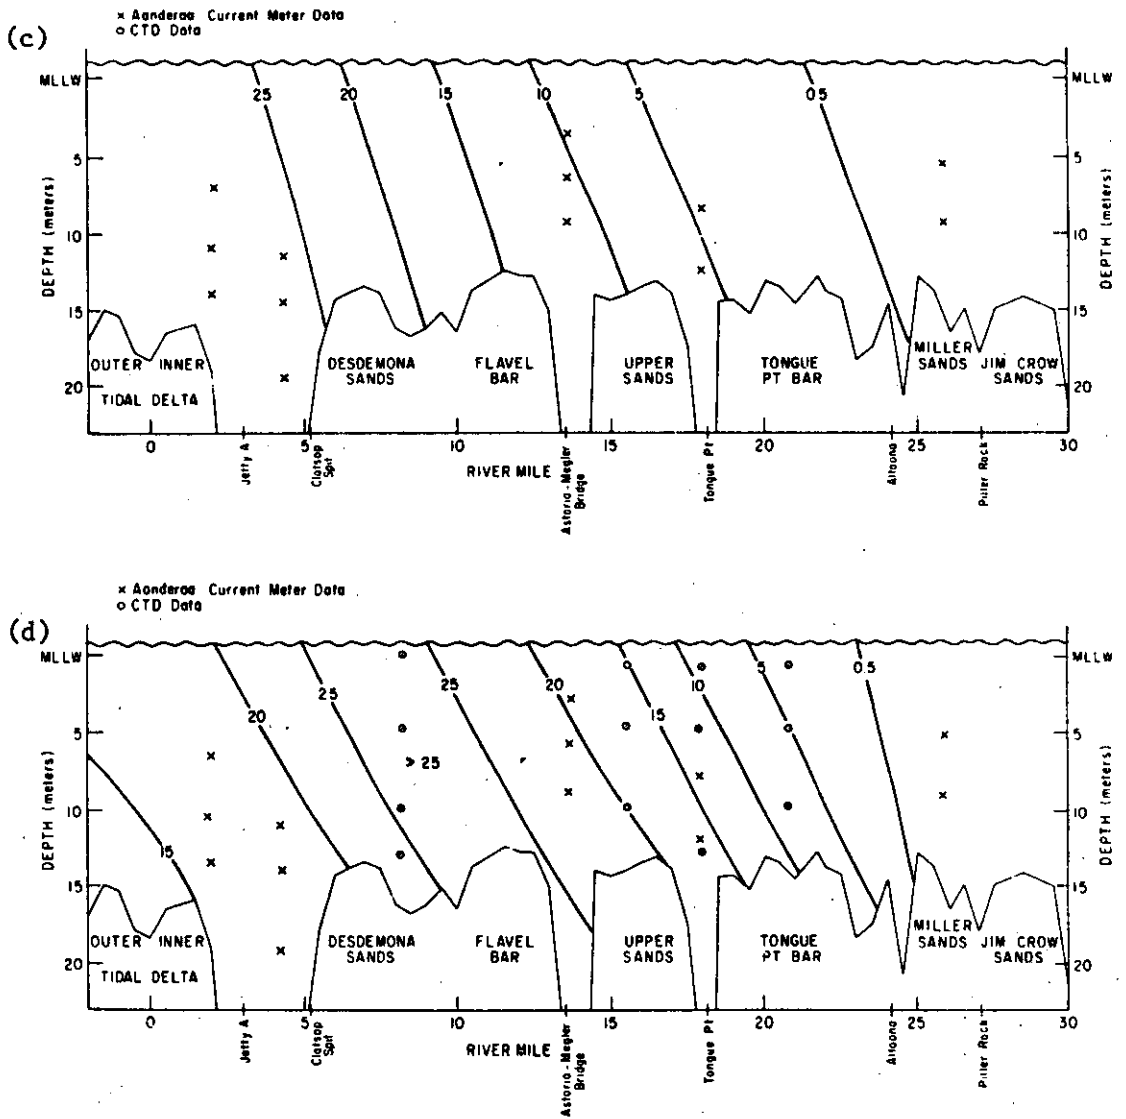 (c)
x Aanderaa Current Meter Data
o CTD Data
MLLW
5
10
15
20
DEPTH (meters)
25
20
15
10
5
0.5
MLLW
5
10
15
20
DEPTH (meters)
OUTER INNER
TIDAL DELTA
DESDEMONA
SANDS
FLAVEL
BAR
UPPER
SANDS
TONGUE
PT BAR
MILLER
SANDS
JIM CROW
SANDS
0
5
10
15
20
25
30
RIVER MILE
Jetty A
Clatsop
Spit
Astoria-Megler
Bridge
Tongue Pt
Altoona
Pillar Rock
(d)
x Aanderaa Current Meter Data
o CTD Data
MLLW
5
10
15
20
DEPTH (meters)
15
20
25
> 25
25
20
15
10
5
0.5
MLLW
5
10
15
20
DEPTH (meters)
OUTER INNER
TIDAL DELTA
DESDEMONA
SANDS
FLAVEL
BAR
UPPER
SANDS
TONGUE
PT BAR
MILLER
SANDS
JIM CROW
SANDS
0
5
10
15
20
25
30
RIVER MILE
Jetty A
Clatsop
Spit
Astoria-Megler
Bridge
Tongue Pt
Altoona
Pillar Rock